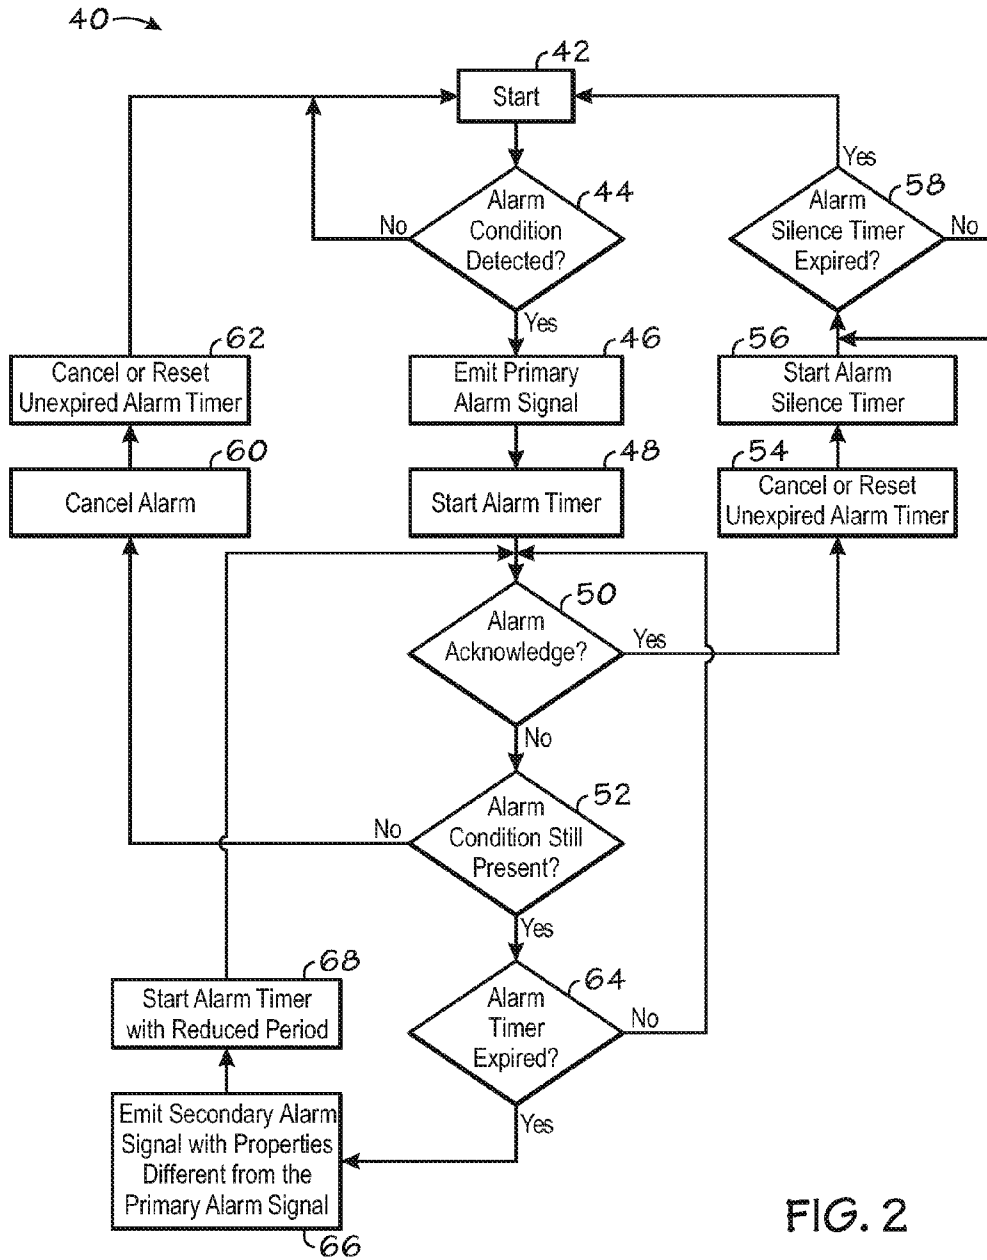 40
42
Start
44
Alarm
Condition
Detected?
No
Yes
58
Alarm
Silence Timer
Expired?
Yes
No
62
Cancel or Reset
Unexpired Alarm Timer
46
Emit Primary
Alarm Signal
56
Start Alarm
Silence Timer
60
Cancel Alarm
48
Start Alarm Timer
54
Cancel or Reset
Unexpired Alarm Timer
50
Alarm
Acknowledge?
Yes
No
52
Alarm
Condition Still
Present?
No
Yes
68
Start Alarm Timer
with Reduced Period
64
Alarm
Timer
Expired?
No
Yes
Emit Secondary Alarm
Signal with Properties
Different from the
Primary Alarm Signal
66
FIG. 2